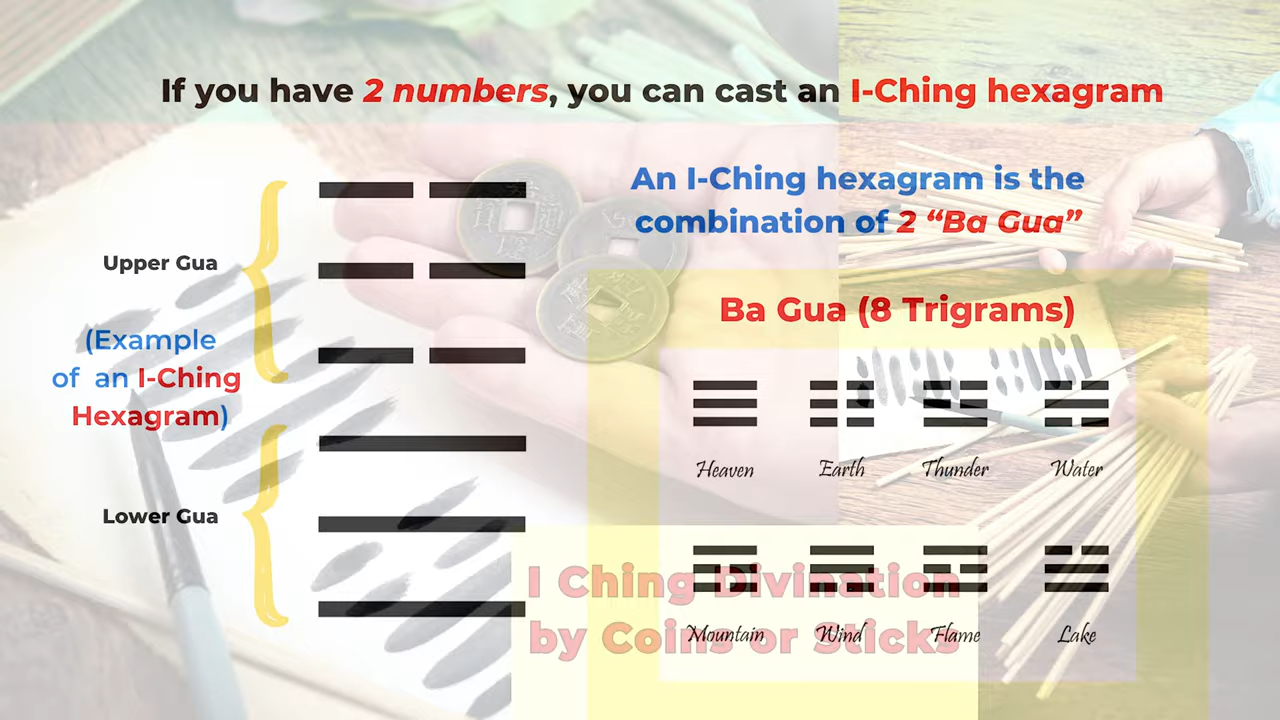 If you have 2 numbers, you can cast an I-Ching hexagram
An I-Ching hexagram is the
combination of 2 “Ba Gua”
Upper Gua
(Example
of an I-Ching
Hexagram)
Lower Gua
Ba Gua (8 Trigrams)
Heaven Earth Thunder Water
Mountain Wind Flame Lake
I Ching Divination
by Coins or Sticks